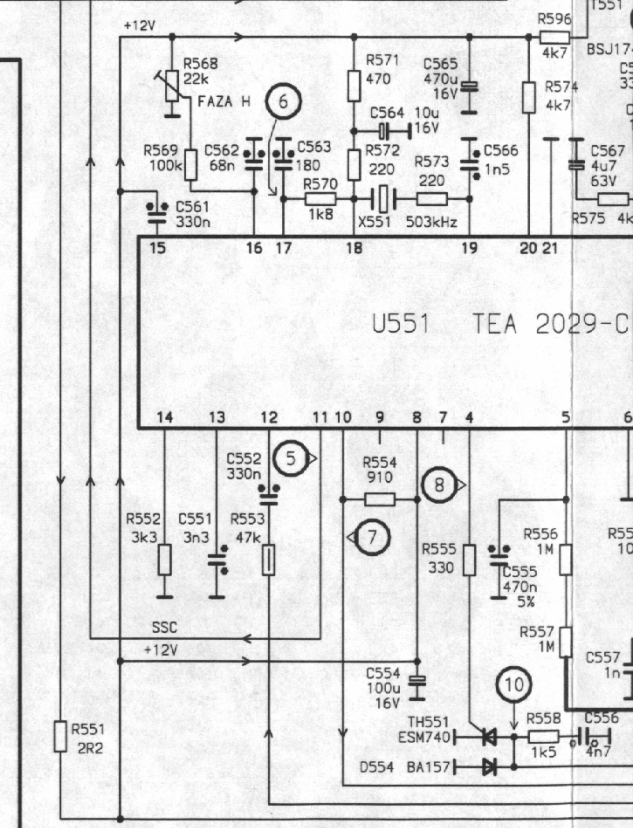 T551
+12V
R596
4k7
BSJ17
R568
22k
FAZA H
6
R571
470
C565
470u
16V
R574
4k7
C564
10u
16V
R569
100k
C562
68n
C563
180
R572
220
R573
220
C566
1n5
C567
4u7
63V
R570
1k8
X551
503kHz
R575
4k
C561
330n
15
16
17
18
19
20
21
U551
TEA 2029-C
14
13
12
11
10
9
8
7
4
5
6
C552
330n
5
R554
910
8
R552
3k3
C551
3n3
R553
47k
7
R555
330
C555
470n
5%
R556
1M
R557
1M
SSC
+12V
C554
100u
16V
C557
1n
10
R551
2R2
TH551
ESM740
R558
1k5
C556
4n7
D554 BA157